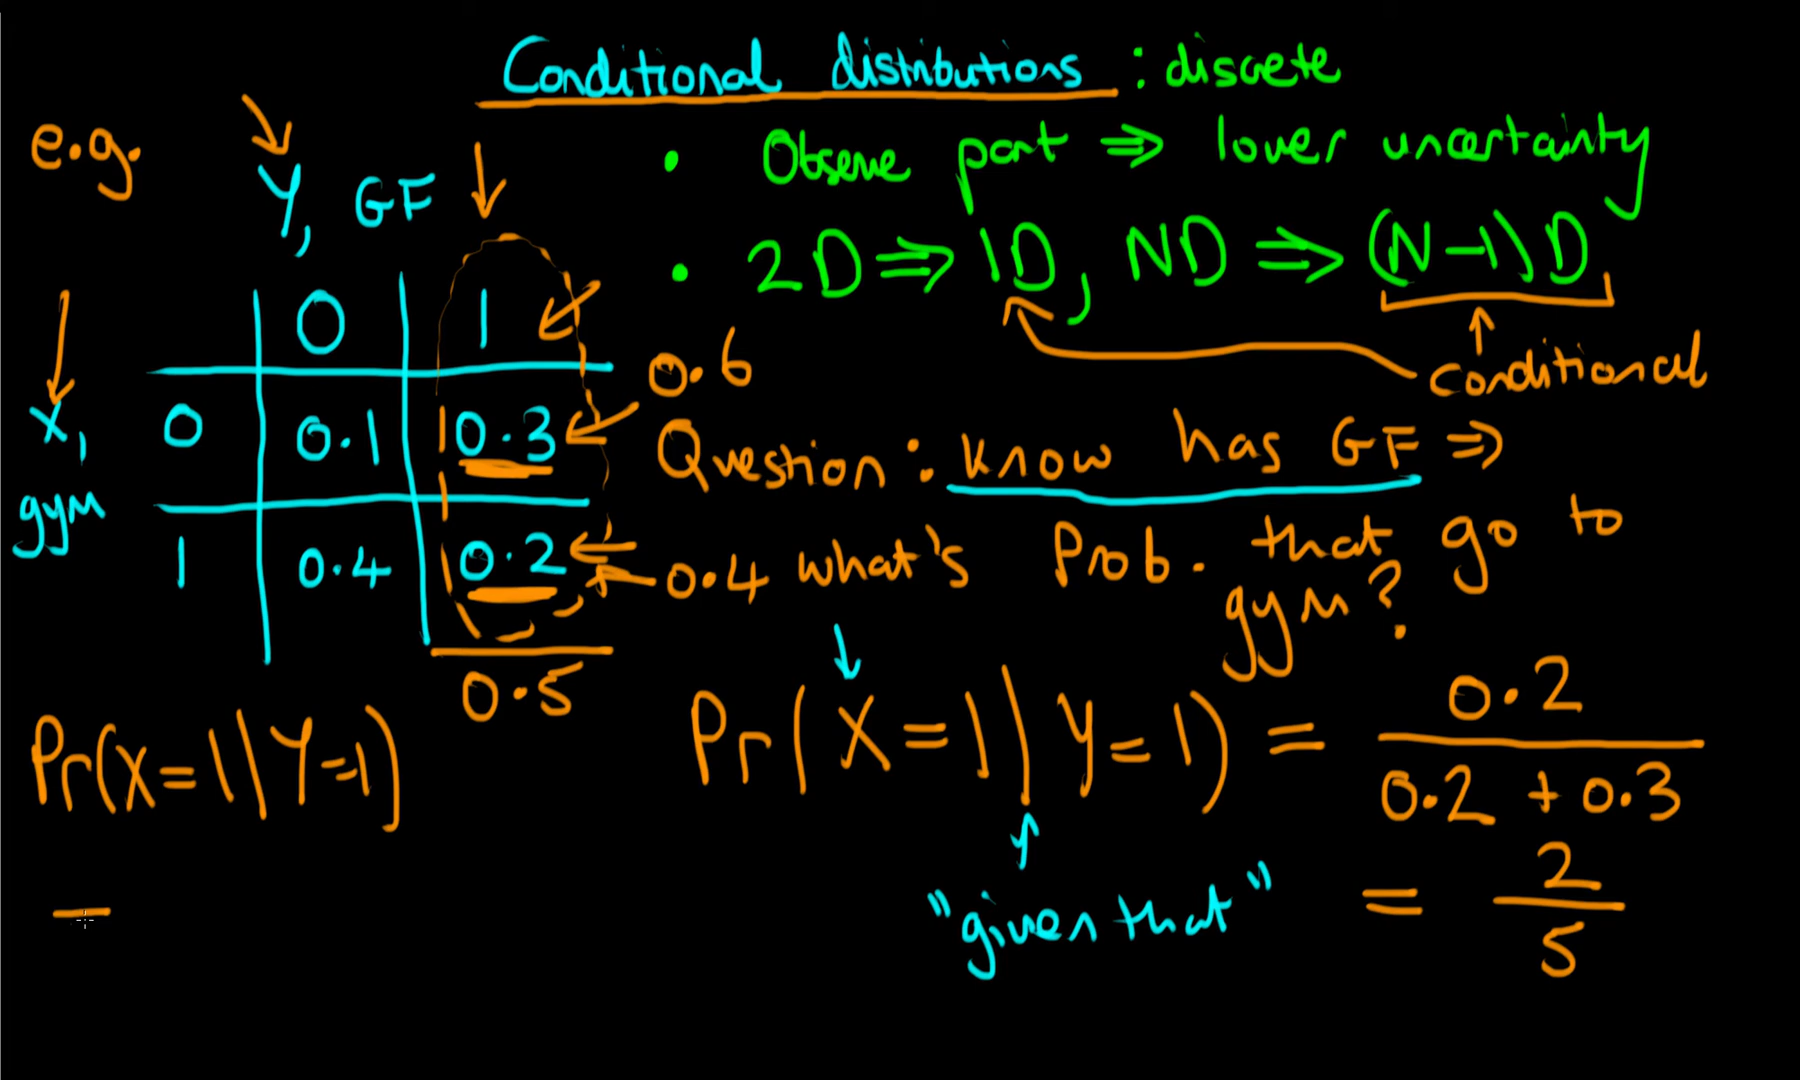 Conditional distributions : discrete
e.g.
Y, GF
• Observe part ⇒ lower uncertainty
• 2D ⇒ 1D, ND ⇒ (N-1)D
conditional
0 1
X, 0 0.1 0.3 0.6
gym 1 0.4 0.2 0.4
0.5
Question: know has GF ⇒
what's Prob. that go to
gym?
Pr(X=1|Y=1)
Pr(X=1|Y=1) = 0.2
0.2 + 0.3
"given that" = 2
5